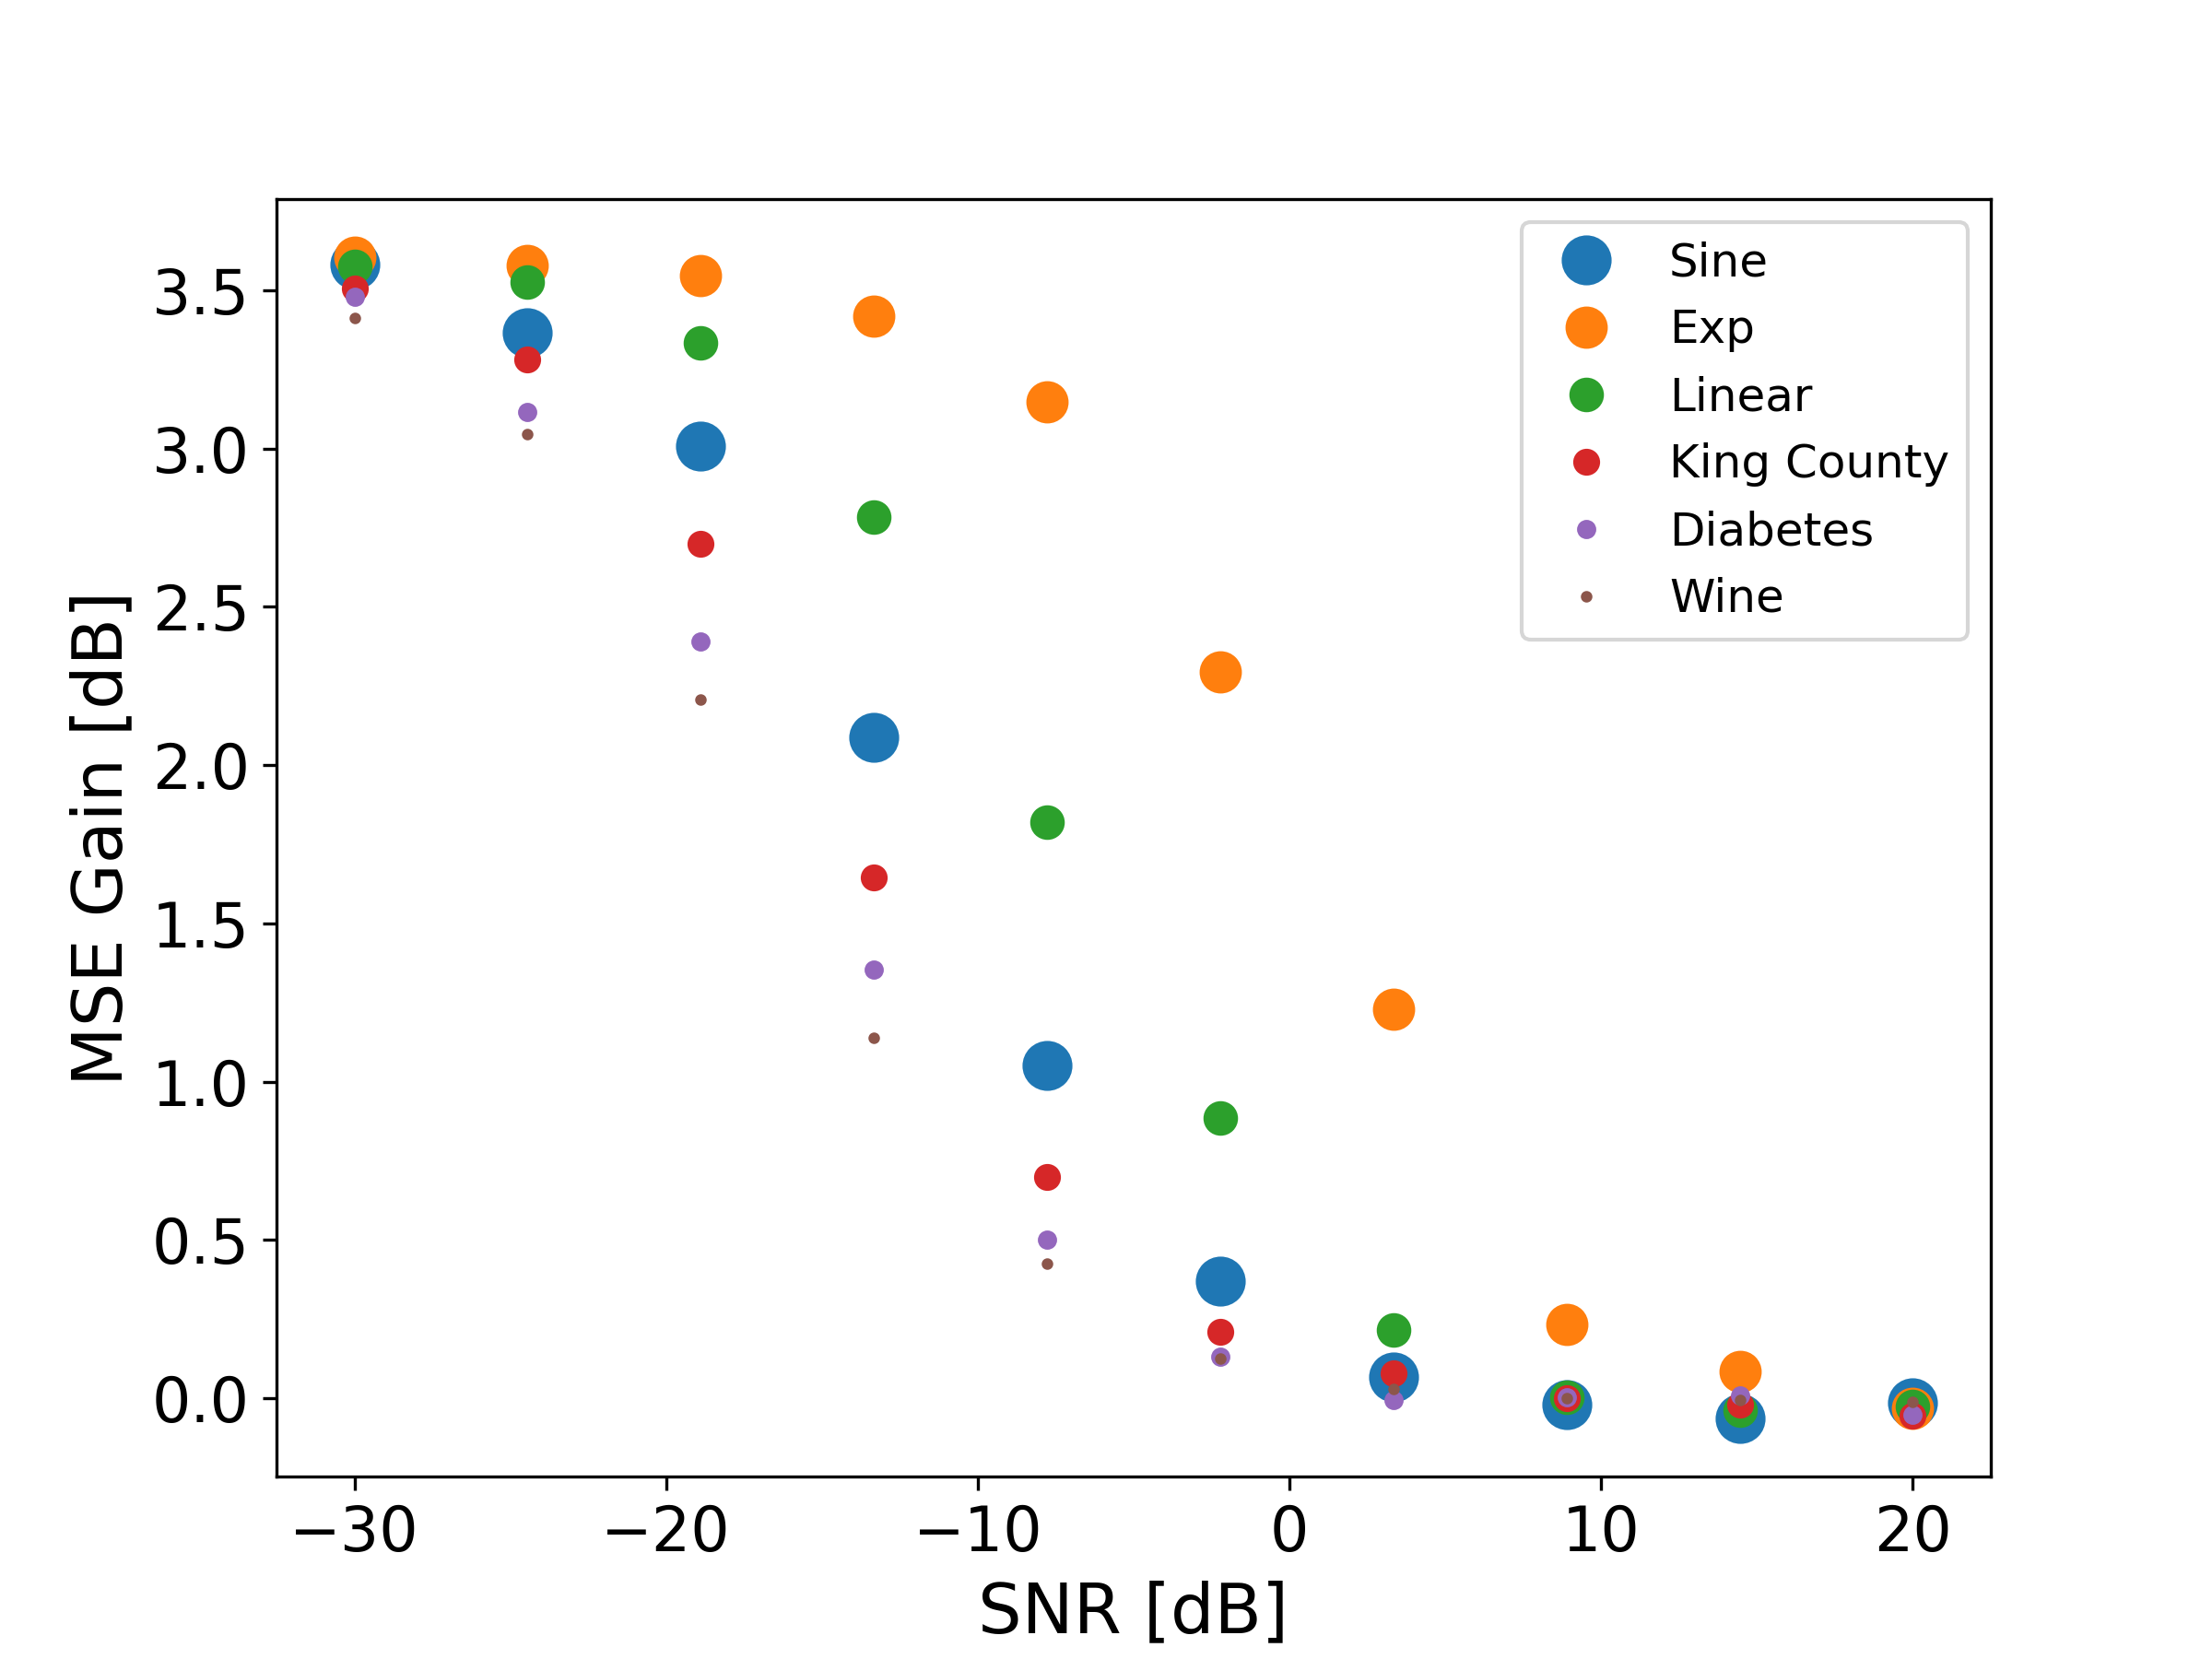 MSE Gain [dB]
3.5
3.0
2.5
2.0
1.5
1.0
0.5
0.0
Sine
Exp
Linear
King County
Diabetes
Wine
−30 −20 −10 0 10 20
SNR [dB]